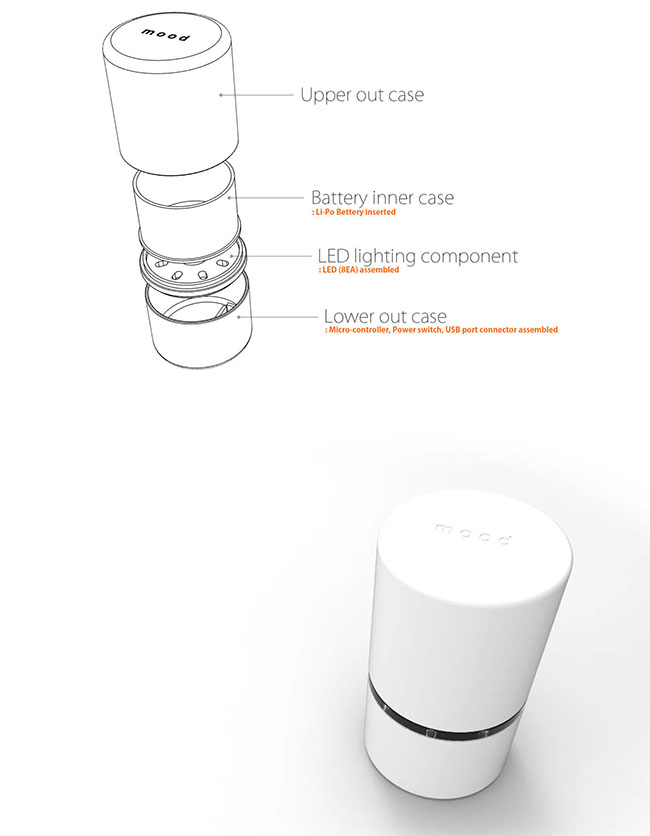 mood
Upper out case
Battery inner case
: Li-Po Bettery inserted
LED lighting component
: LED (8EA) assembled
Lower out case
: Micro-controller, Power switch, USB port connector assembled
mood